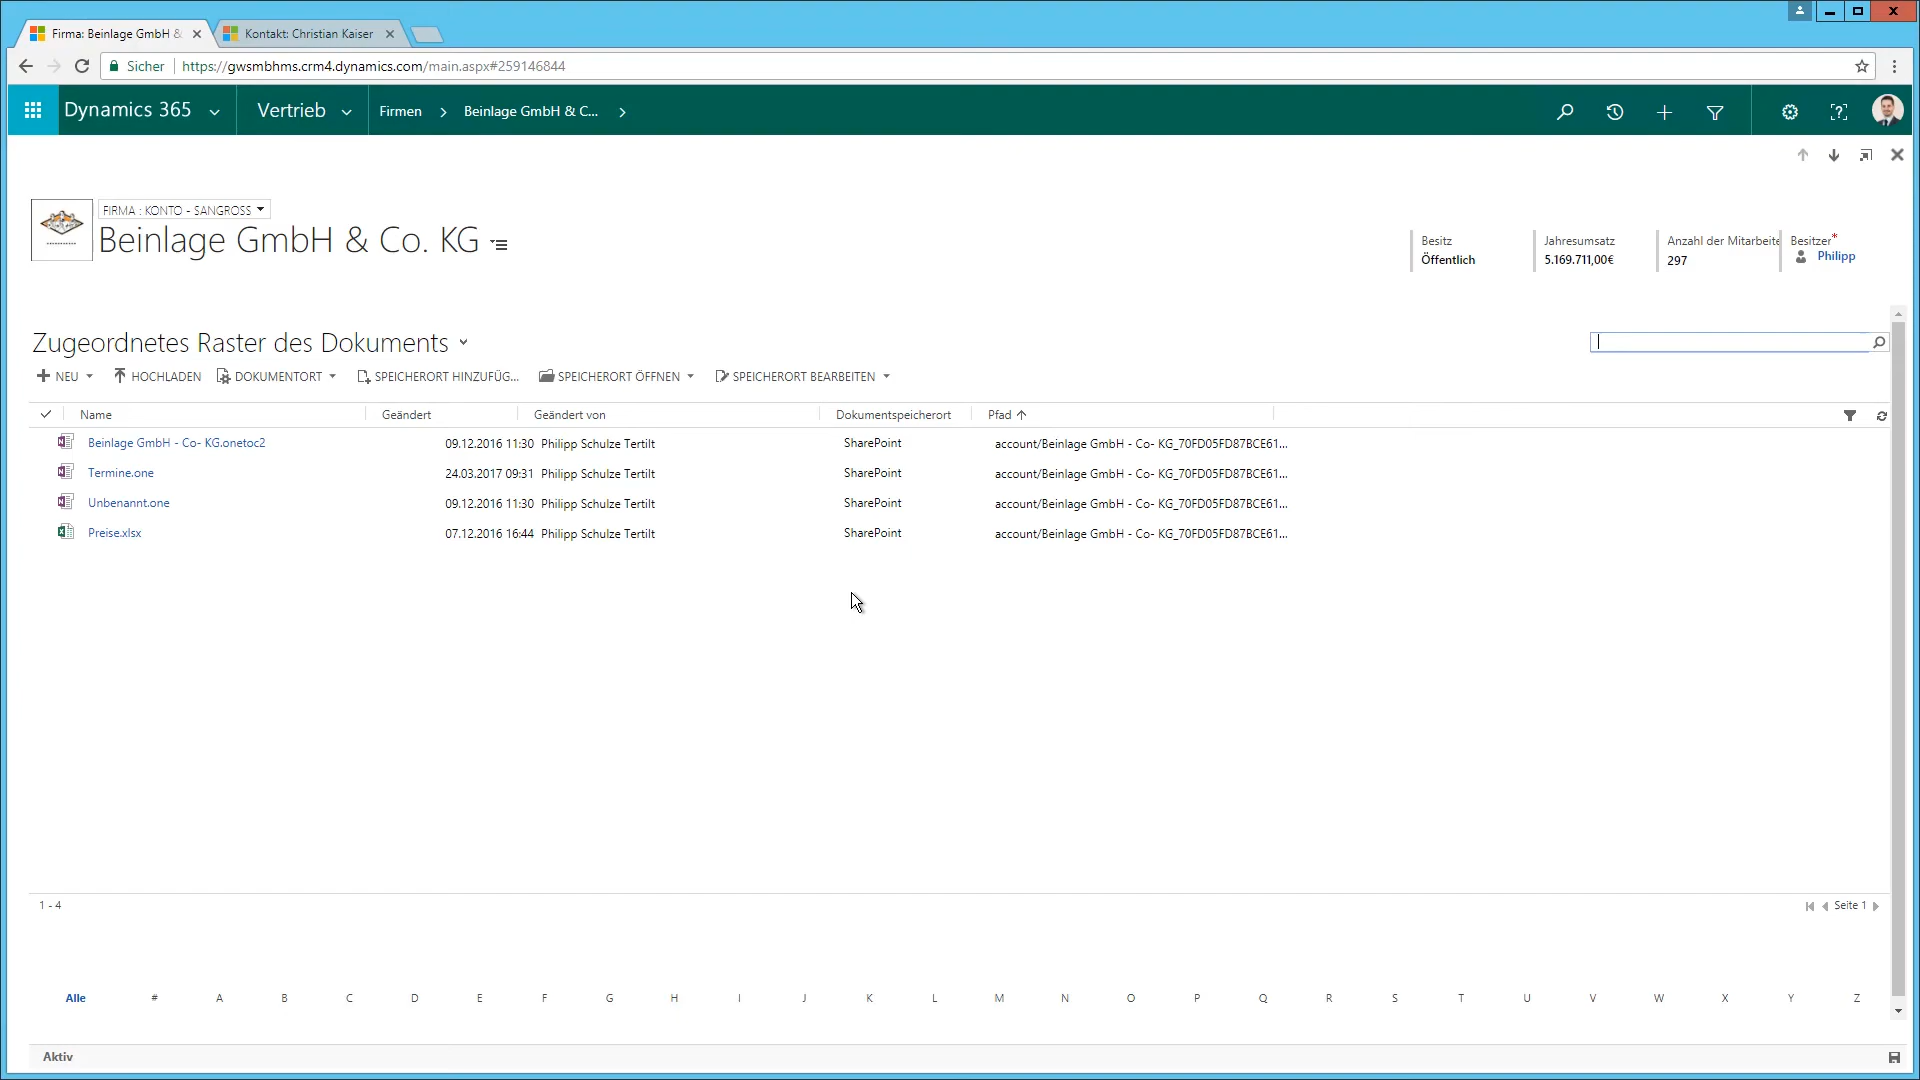 Firma: Beinlage GmbH &
Kontakt: Christian Kaiser
Sicher
https://gwsmbhms.crm4.dynamics.com/main.aspx#259146844
Dynamics 365
Vertrieb
Firmen
Beinlage GmbH & C...
FIRMA : KONTO - SANGROSS
Beinlage GmbH & Co. KG
Besitz
Öffentlich
Jahresumsatz
5.169.711,00€
Anzahl der Mitarbeite
297
Besitzer*
Philipp
Zugeordnetes Raster des Dokuments
NEU
HOCHLADEN
DOKUMENTORT
SPEICHERORT HINZUFÜG...
SPEICHERORT ÖFFNEN
SPEICHERORT BEARBEITEN
Name Geändert Geändert von Dokumentspeicherort Pfad
Beinlage GmbH - Co- KG.onetoc2 09.12.2016 11:30 Philipp Schulze Tertilt SharePoint account/Beinlage GmbH - Co- KG_70FD05FD87BCE61...
Termine.one 24.03.2017 09:31 Philipp Schulze Tertilt SharePoint account/Beinlage GmbH - Co- KG_70FD05FD87BCE61...
Unbenannt.one 09.12.2016 11:30 Philipp Schulze Tertilt SharePoint account/Beinlage GmbH - Co- KG_70FD05FD87BCE61...
Preise.xlsx 07.12.2016 16:44 Philipp Schulze Tertilt SharePoint account/Beinlage GmbH - Co- KG_70FD05FD87BCE61...
1 - 4
Seite 1
Alle # A B C D E F G H I J K L M N O P Q R S T U V W X Y Z
Aktiv